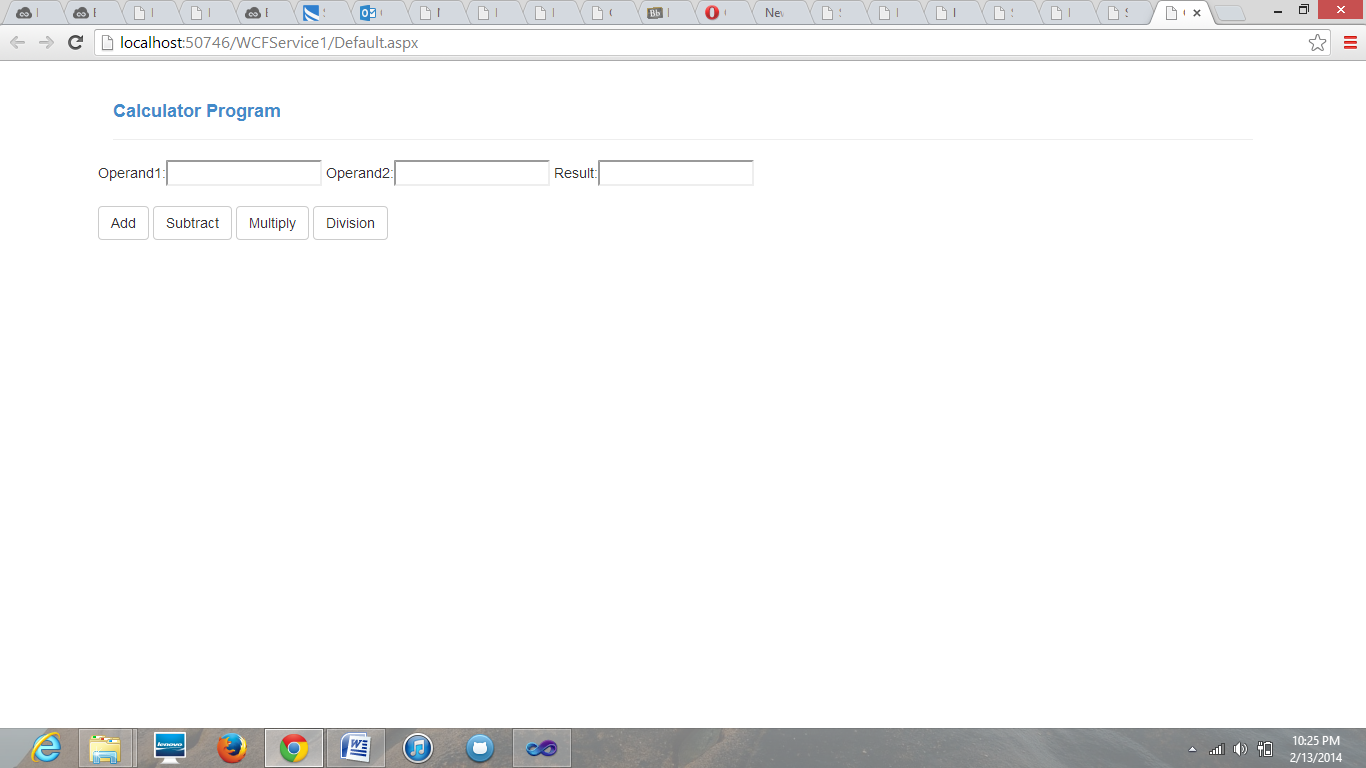 New
localhost:50746/WCFService1/Default.aspx
Calculator Program
Operand1: Operand2: Result:
Add Subtract Multiply Division
lenovo
10:25 PM
2/13/2014